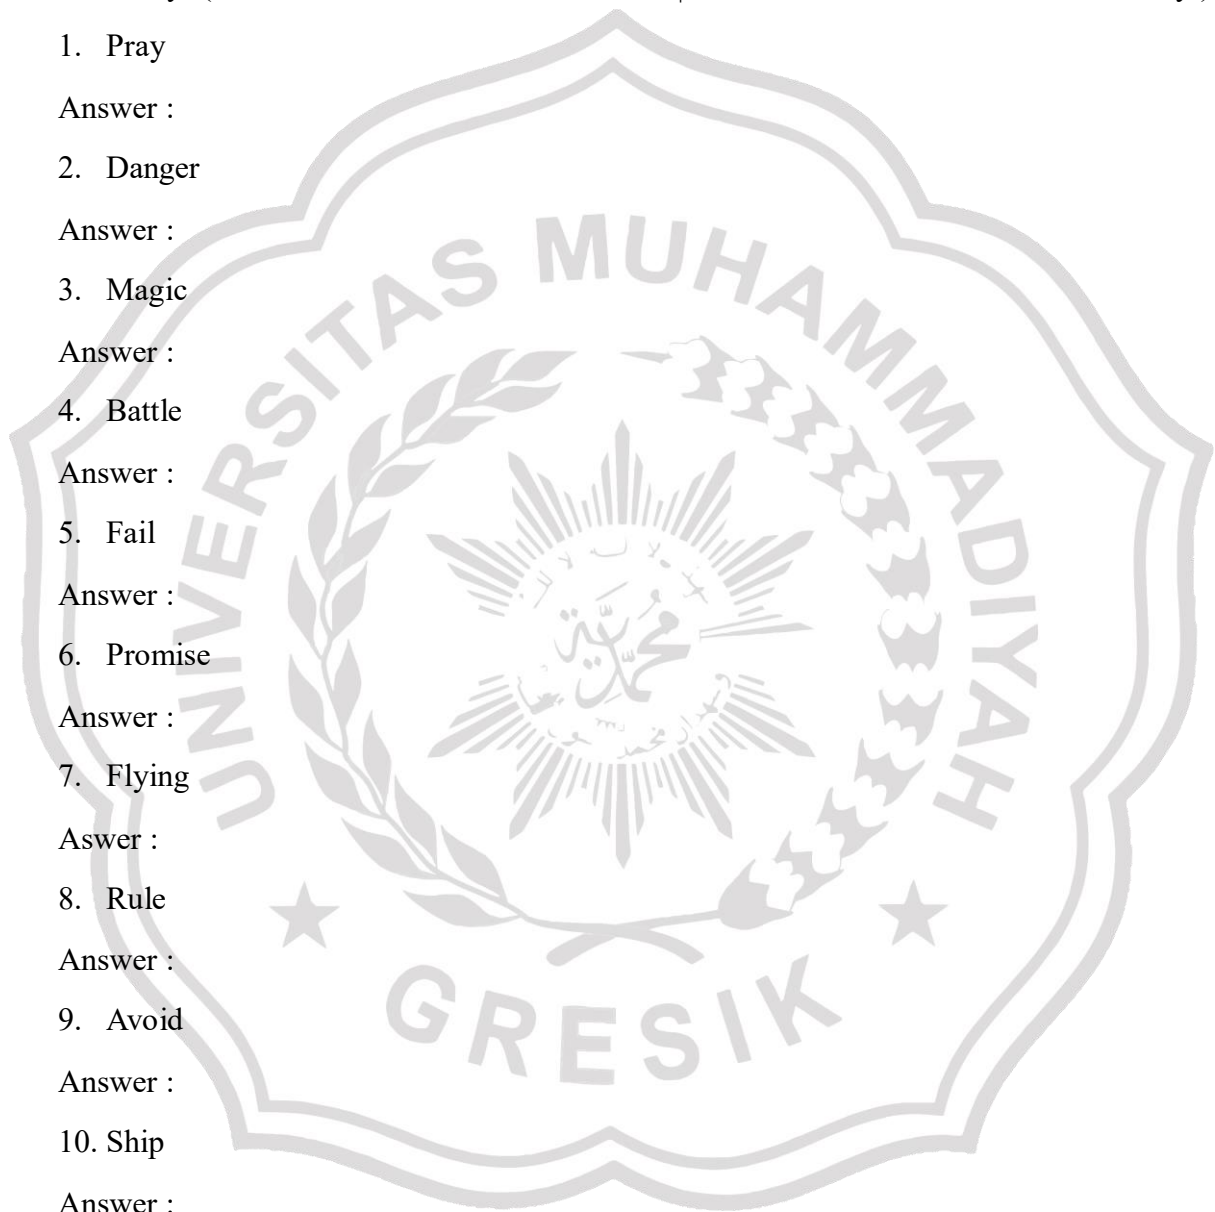 1. Pray
Answer :
2. Danger
Answer :
3. Magic
Answer :
4. Battle
Answer :
5. Fail
Answer :
6. Promise
Answer :
7. Flying
Aswer :
8. Rule
Answer :
9. Avoid
Answer :
10. Ship
Answer :
UNIVERSITAS MUHAMMADIYAH
GRESIK
محمدية